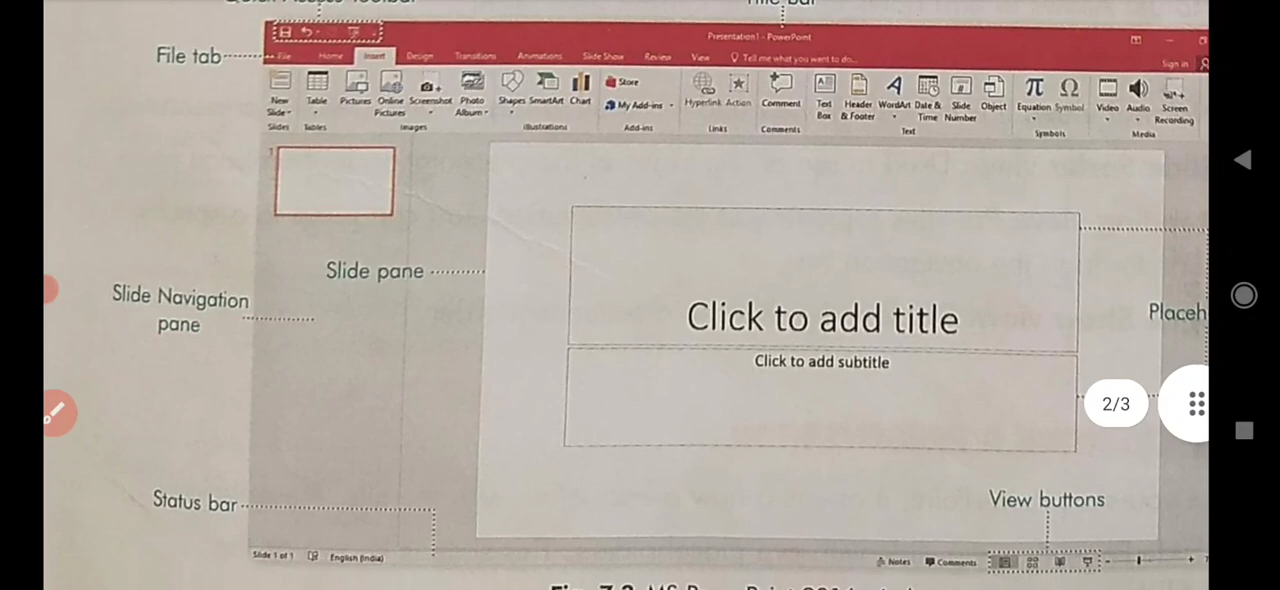 Title bar
File tab
Presentation1 - PowerPoint
File Home Insert Design Transitions Animations Slide Show Review View Tell me what you want to do...
Sign in
New Slide
Table
Pictures
Online Pictures
Screenshot
Photo Album
Shapes
SmartArt
Chart
Store
My Add-ins
Hyperlink
Action
Comment
Text Box
Header & Footer
WordArt
Date & Time
Slide Number
Object
Equation
Symbol
Video
Audio
Screen Recording
Slides
Tables
Images
Illustrations
Add-ins
Links
Comments
Text
Symbols
Media
1
Slide pane
Slide Navigation
pane
Placeh
Click to add title
Click to add subtitle
2/3
Status bar
View buttons
Slide 1 of 1 English (India)
Notes Comments